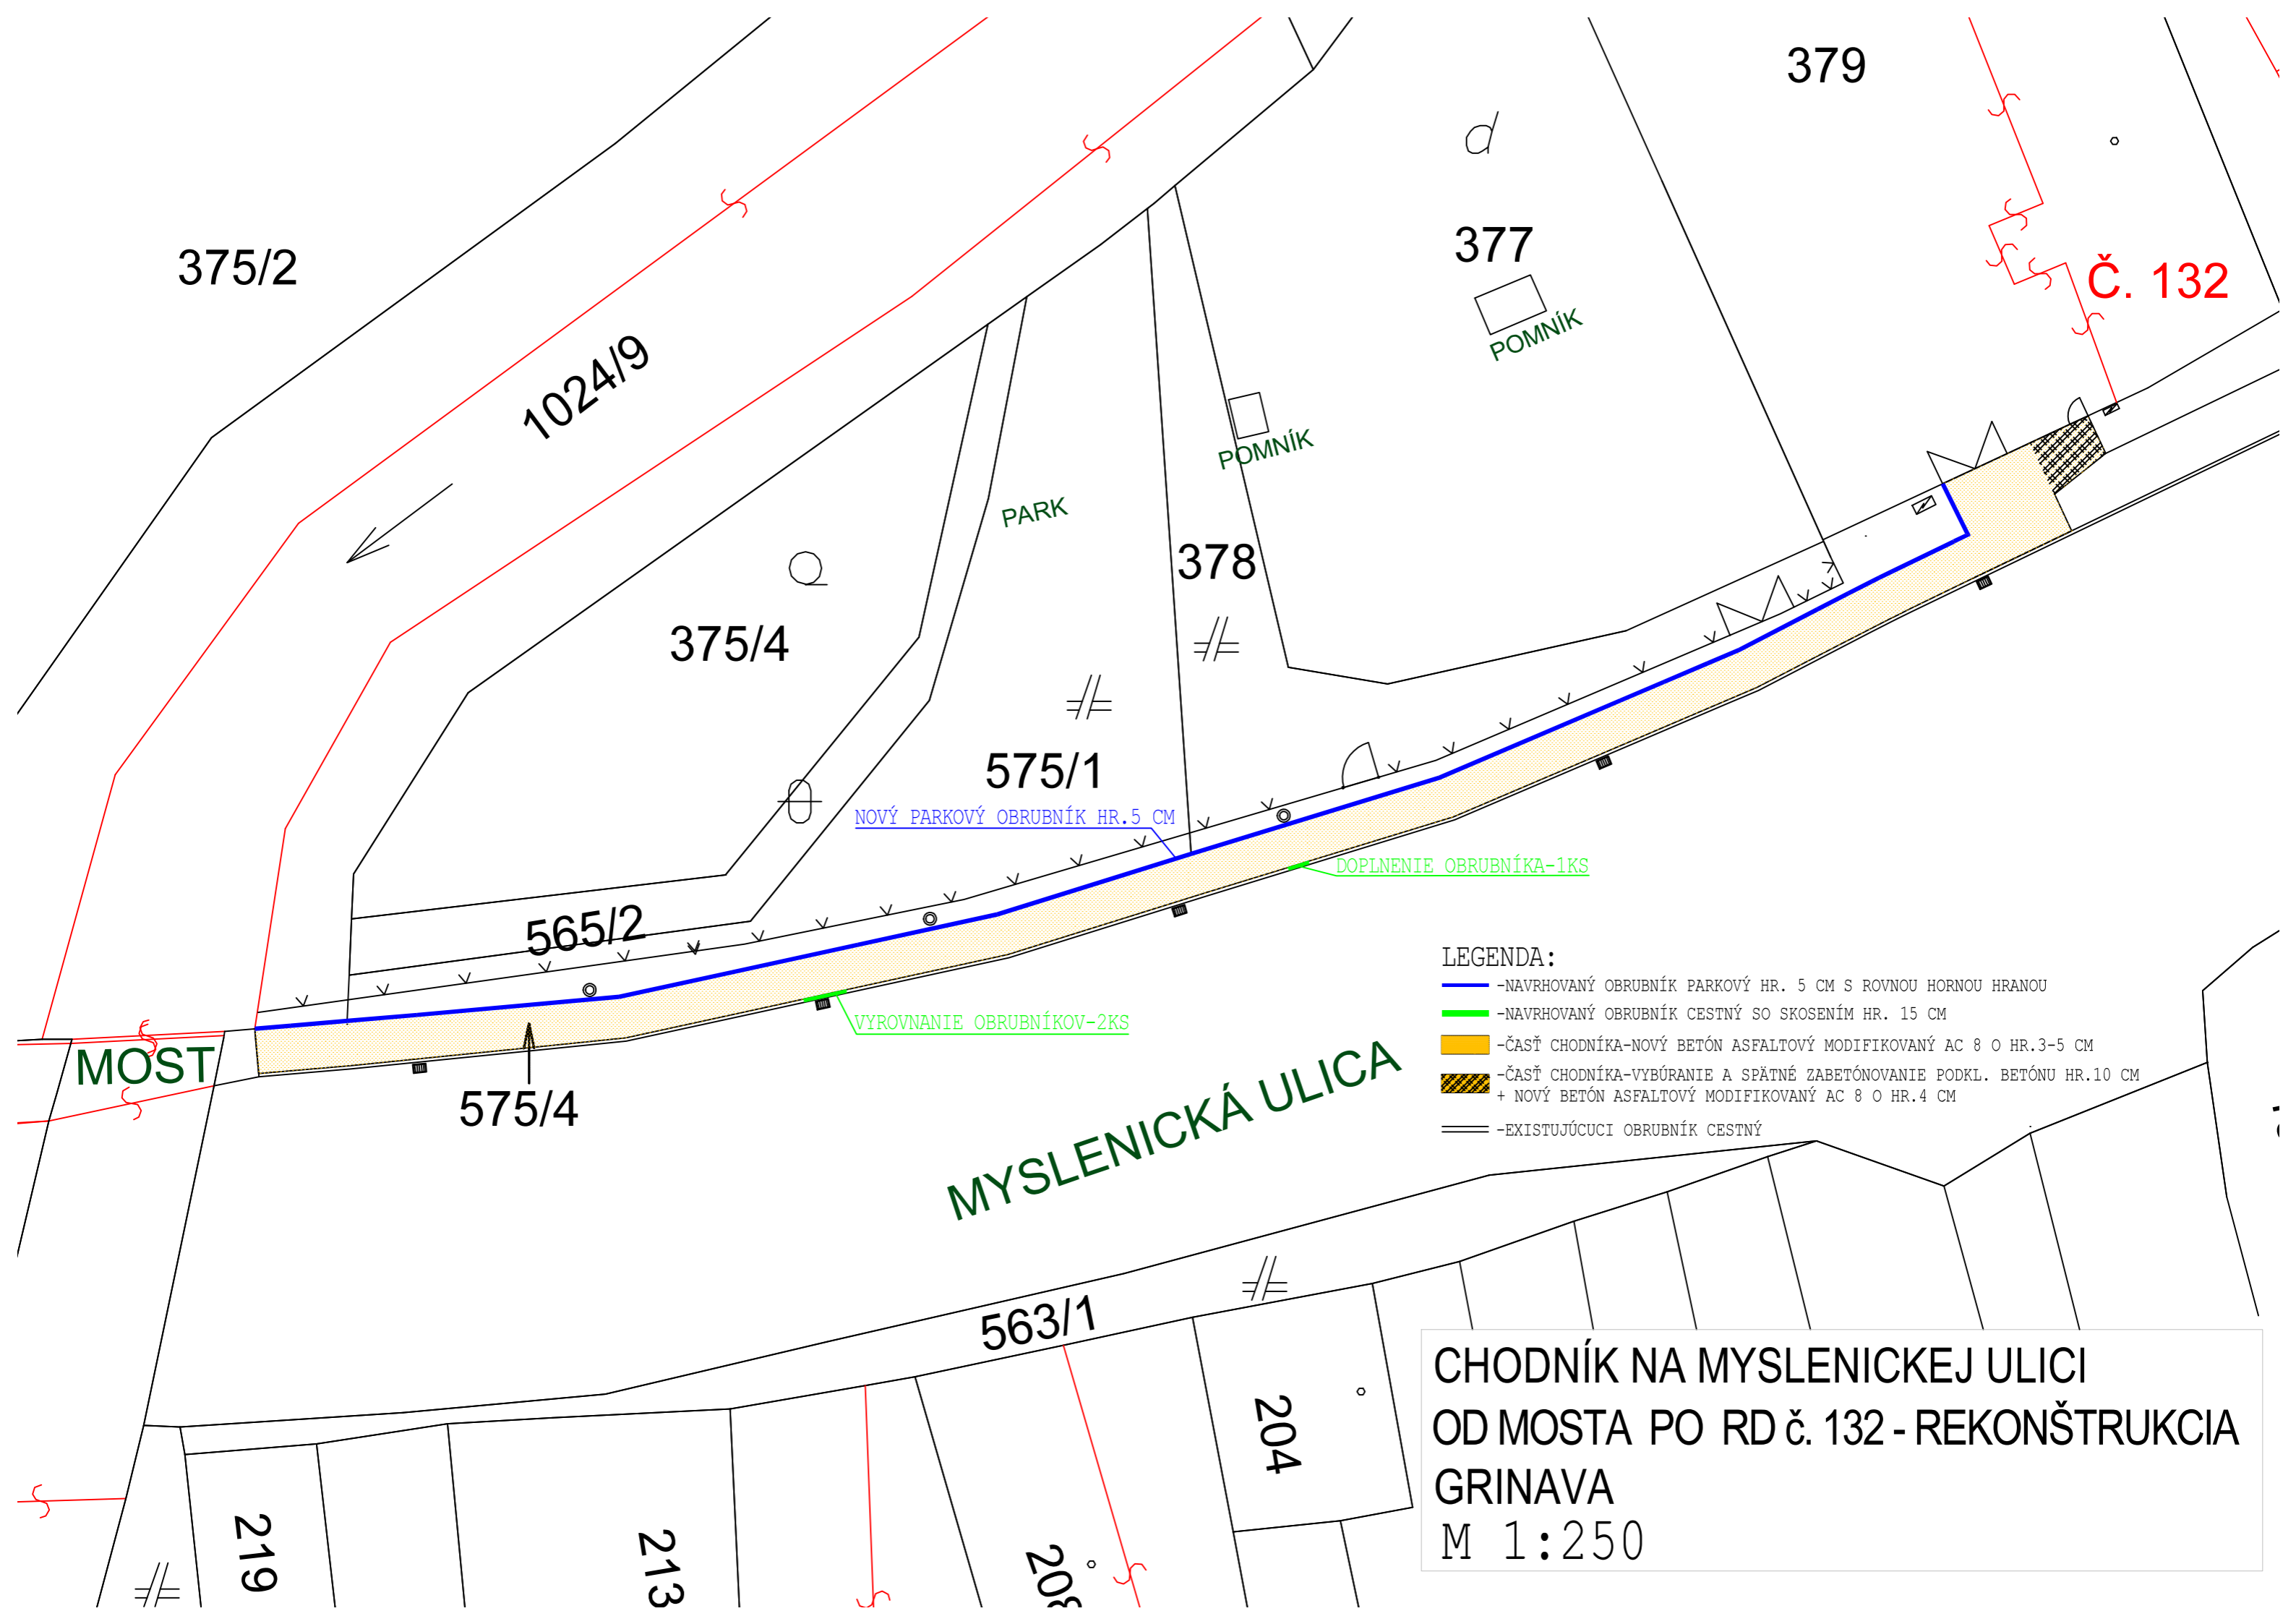 379
375/2
377
Č. 132
POMNÍK
1024/9
POMNÍK
PARK
378
375/4
575/1
NOVÝ PARKOVÝ OBRUBNÍK HR.5 CM
DOPLNENIE OBRUBNÍKA-1KS
565/2
VYROVNANIE OBRUBNÍKOV-2KS
MOST
575/4
MYSLENICKÁ ULICA
LEGENDA:
-NAVRHOVANÝ OBRUBNÍK PARKOVÝ HR. 5 CM S ROVNOU HORNOU HRANOU
-NAVRHOVANÝ OBRUBNÍK CESTNÝ SO SKOSENÍM HR. 15 CM
-ČASŤ CHODNÍKA-NOVÝ BETÓN ASFALTOVÝ MODIFIKOVANÝ AC 8 O HR.3-5 CM
-ČASŤ CHODNÍKA-VYBÚRANIE A SPÄTNÉ ZABETÓNOVANIE PODKL. BETÓNU HR.10 CM
+ NOVÝ BETÓN ASFALTOVÝ MODIFIKOVANÝ AC 8 O HR.4 CM
-EXISTUJÚCUCI OBRUBNÍK CESTNÝ
563/1
204
219
213
208
CHODNÍK NA MYSLENICKEJ ULICI
OD MOSTA PO RD č. 132 - REKONŠTRUKCIA
GRINAVA
M 1:250